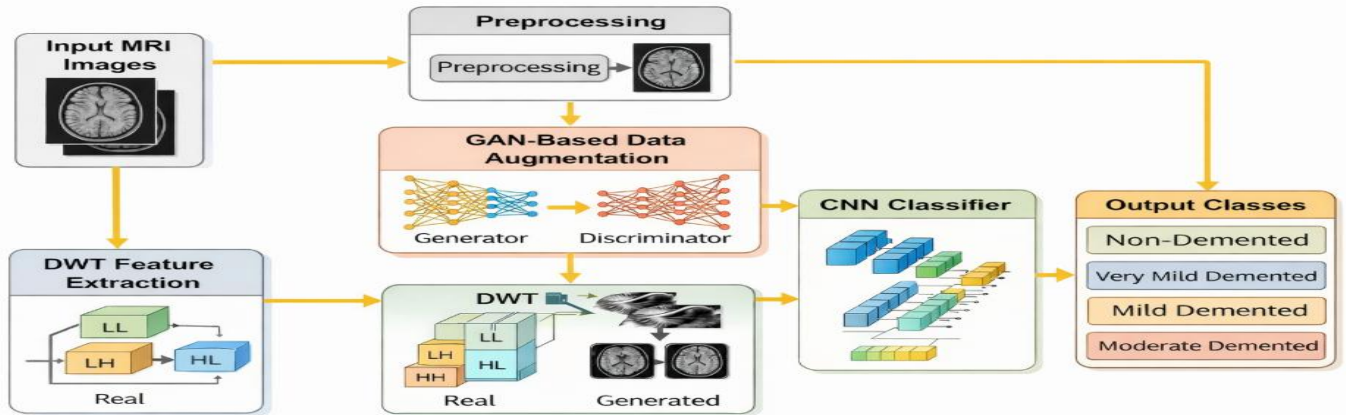 Input MRI
Images
Preprocessing
Preprocessing
GAN-Based Data
Augmentation
Generator
Discriminator
DWT Feature
Extraction
LL
LH
HL
Real
DWT
LL
LH
HL
HH
Real
Generated
CNN Classifier
Output Classes
Non-Demented
Very Mild Demented
Mild Demented
Moderate Demented